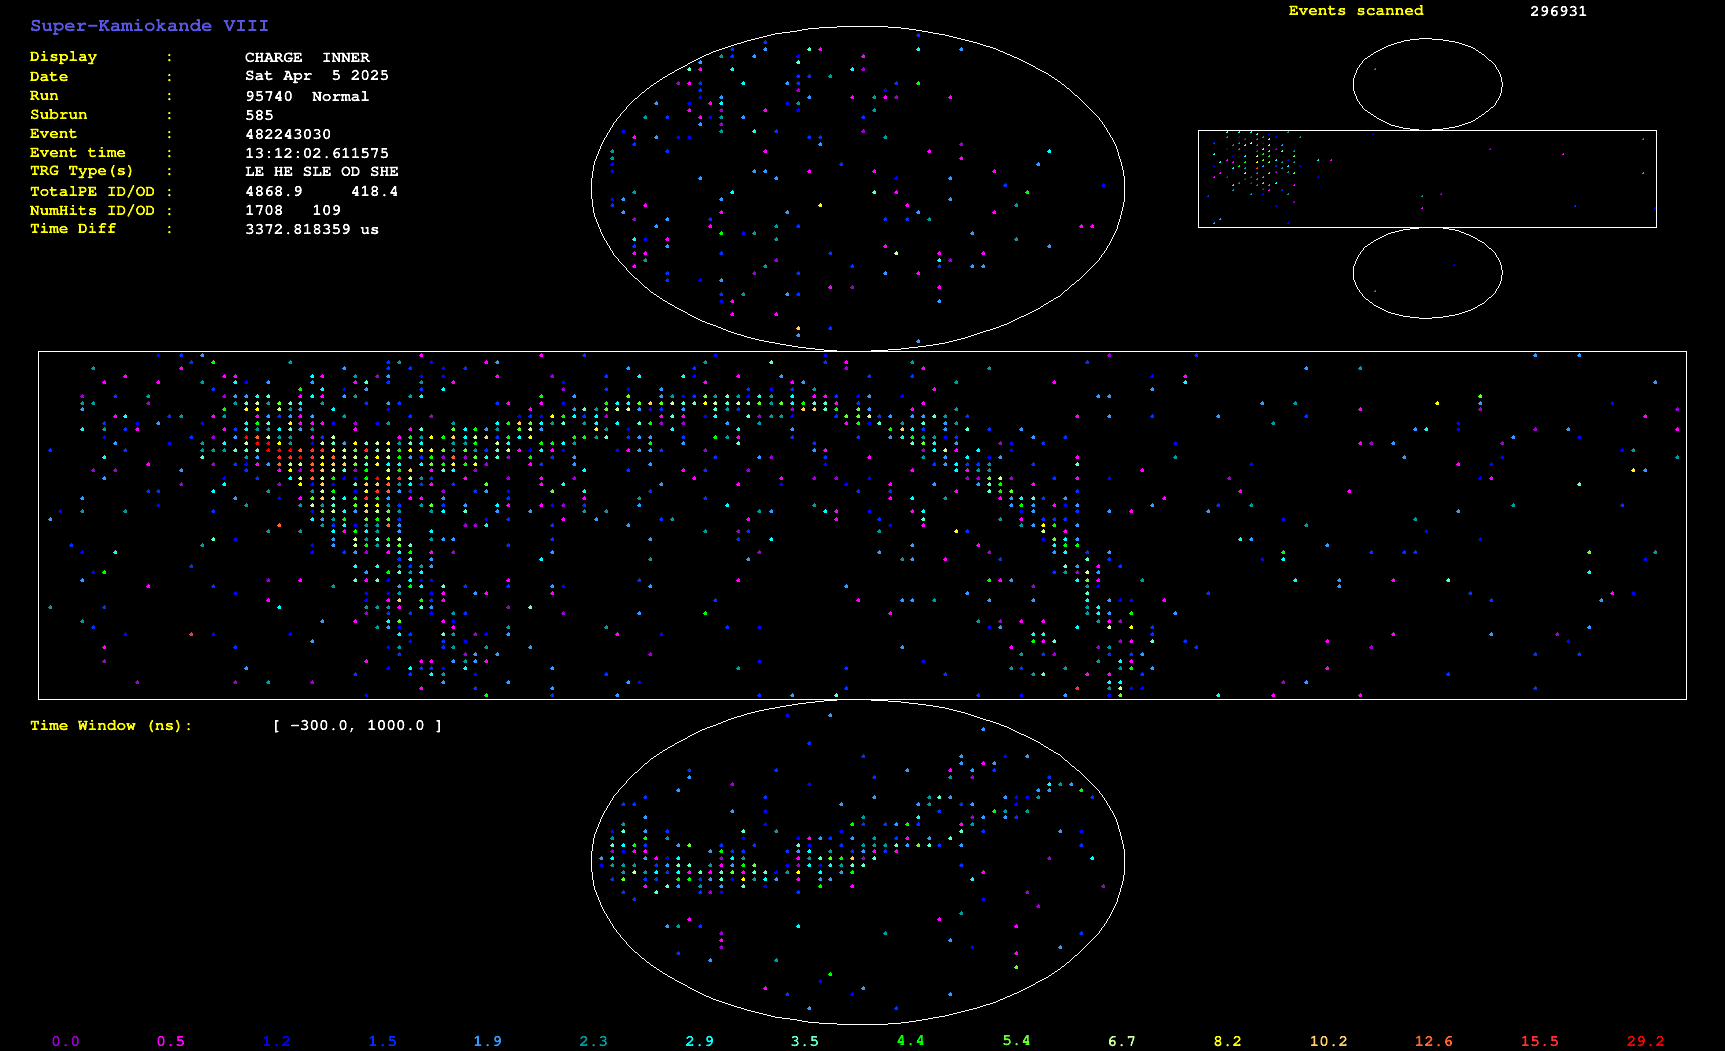 Super-Kamiokande VIII
Events scanned 296931
Display : CHARGE INNER
Date : Sat Apr 5 2025
Run : 95740 Normal
Subrun : 585
Event : 482243030
Event time : 13:12:02.611575
TRG Type(s) : LE HE SLE OD SHE
TotalPE ID/OD : 4868.9 418.4
NumHits ID/OD : 1708 109
Time Diff : 3372.818359 us
Time Window (ns): [ -300.0, 1000.0 ]
0.0 0.5 1.2 1.5 1.9 2.3 2.9 3.5 4.4 5.4 6.7 8.2 10.2 12.6 15.5 29.2